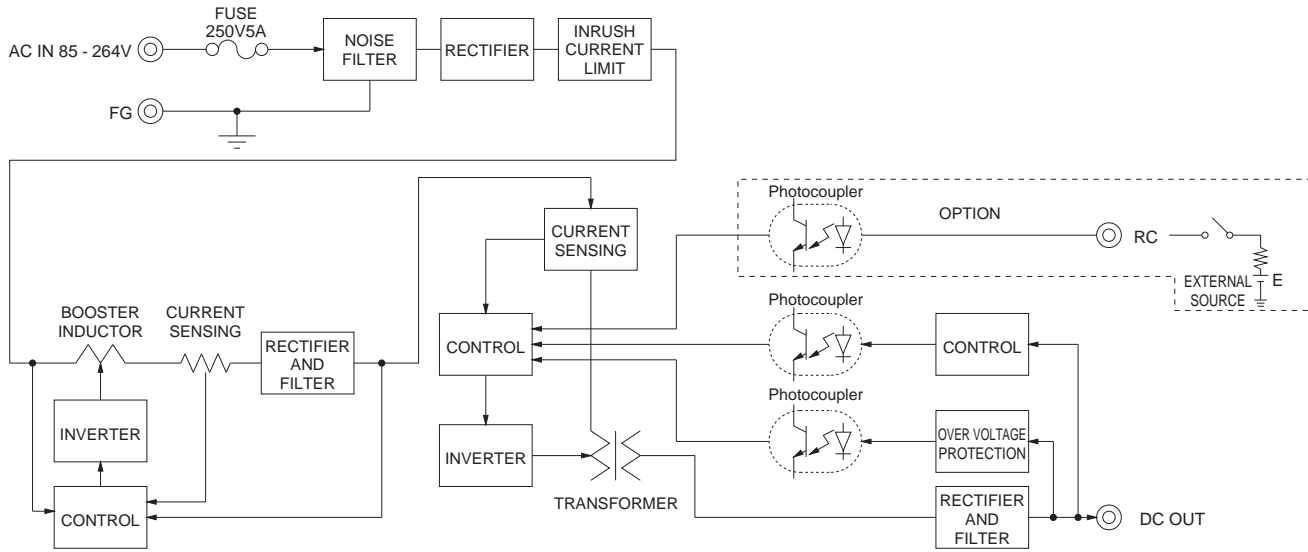 FUSE
250V5A
AC IN 85 - 264V
NOISE
FILTER
RECTIFIER
INRUSH
CURRENT
LIMIT
FG
Photocoupler
OPTION
RC
E
EXTERNAL
SOURCE
CURRENT
SENSING
BOOSTER
INDUCTOR
CURRENT
SENSING
RECTIFIER
AND
FILTER
CONTROL
Photocoupler
CONTROL
INVERTER
INVERTER
Photocoupler
OVER VOLTAGE
PROTECTION
TRANSFORMER
CONTROL
RECTIFIER
AND
FILTER
DC OUT